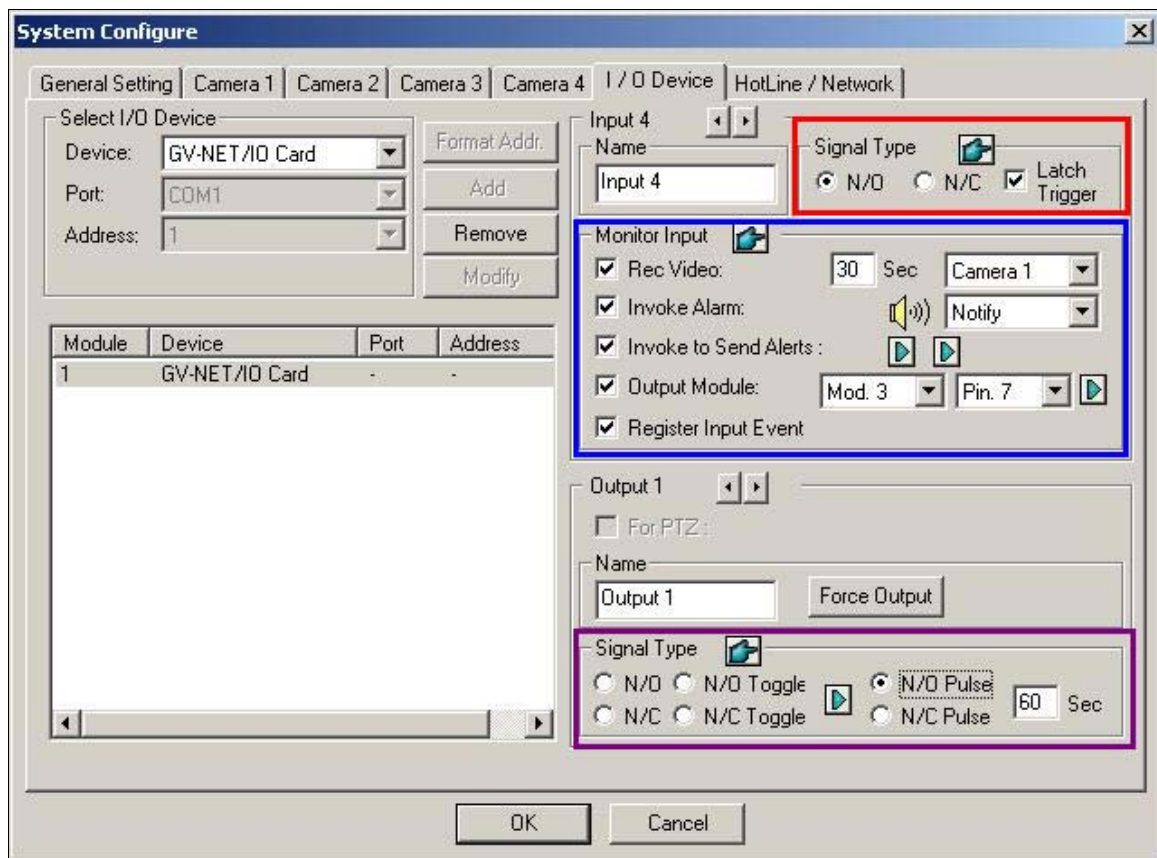 System Configure
General Setting Camera 1 Camera 2 Camera 3 Camera 4 I / O Device HotLine / Network
Select I/O Device
Device: GV-NET/IO Card
Port: COM1
Address: 1
Format Addr.
Add
Remove
Modify
Module Device Port Address
1 GV-NET/IO Card - -
Input 4
Name
Input 4
Signal Type
N/O N/C Latch
Trigger
Monitor Input
Rec Video: 30 Sec Camera 1
Invoke Alarm: Notify
Invoke to Send Alerts :
Output Module: Mod. 3 Pin. 7
Register Input Event
Output 1
For PTZ :
Name
Output 1 Force Output
Signal Type
N/O N/O Toggle N/O Pulse
N/C N/C Toggle N/C Pulse
60 Sec
OK Cancel